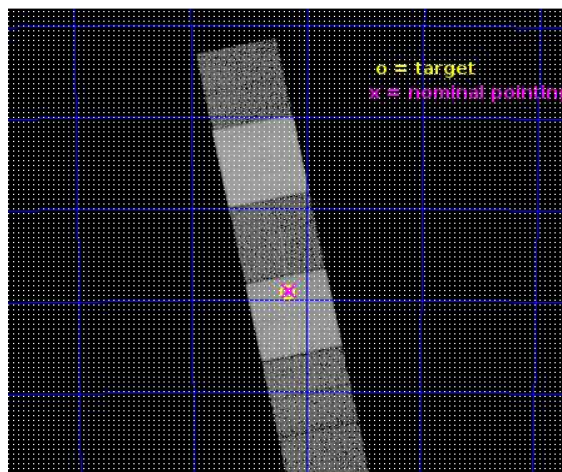 o = target
x = nominal pointing